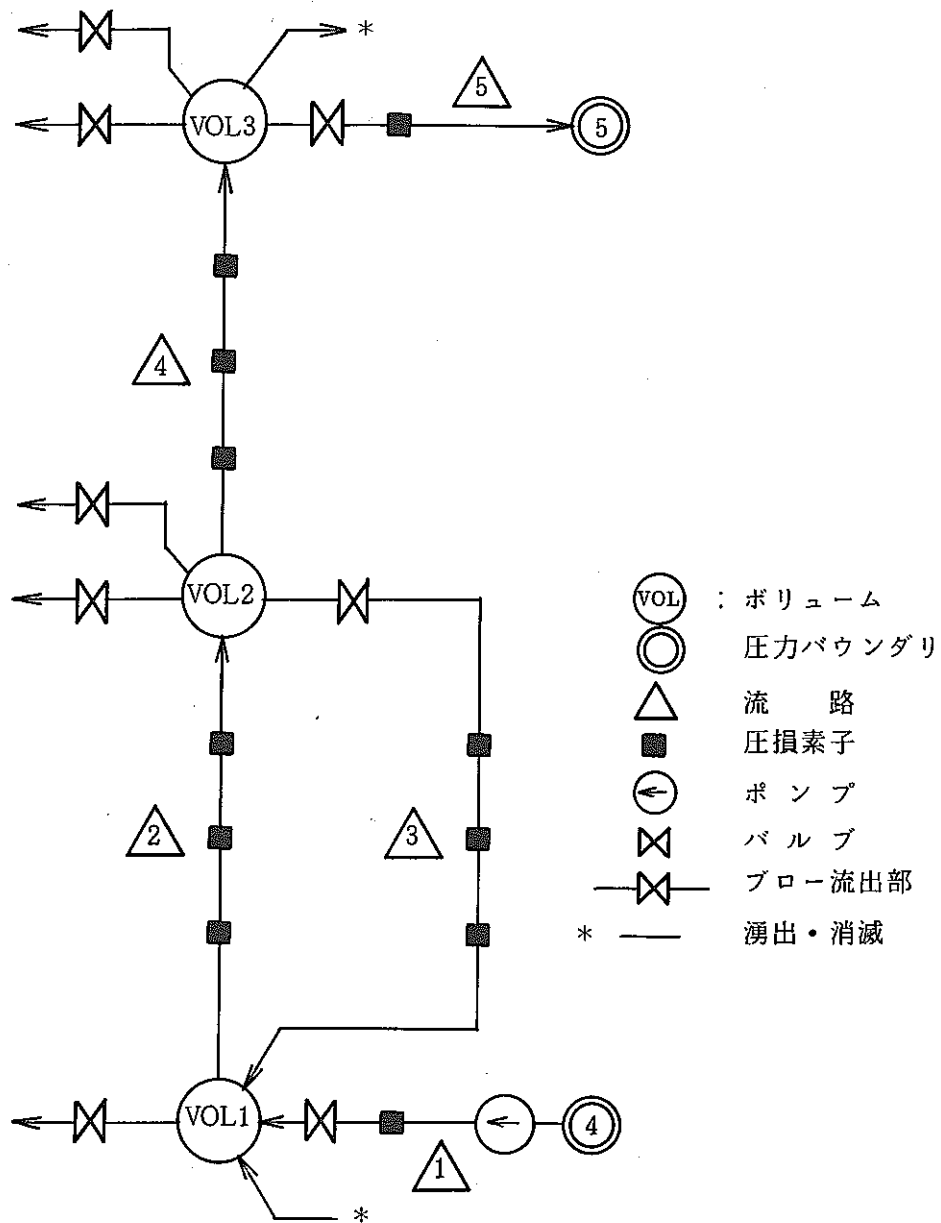 *
5
VOL3
5
4
VOL2
VOL : ボリューム
圧力バウンダリ
流 路
圧損素子
ポンプ
2
3
バルブ
ブロー流出部
* 湧出・消滅
VOL1
4
1
*